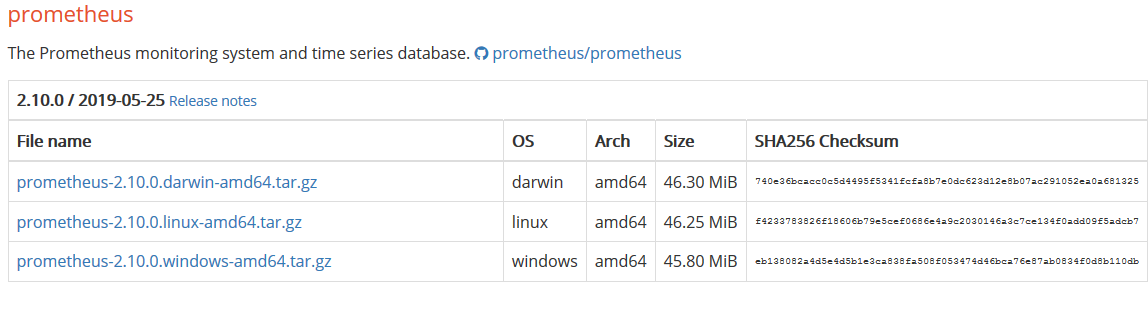 prometheus
The Prometheus monitoring system and time series database. prometheus/prometheus
2.10.0 / 2019-05-25 Release notes
File name OS Arch Size SHA256 Checksum
prometheus-2.10.0.darwin-amd64.tar.gz darwin amd64 46.30 MiB 740e36bcacc0c5d4495f5341fcfa8b7e0dc623d12e8b07ac291052ea0a681325
prometheus-2.10.0.linux-amd64.tar.gz linux amd64 46.25 MiB f4233783826f18606b79e5cef0686e4a9c2030146a3c7ce134f0add09f5adcb7
prometheus-2.10.0.windows-amd64.tar.gz windows amd64 45.80 MiB eb138082a4d5e4d5b1e3ca838fa508f053474d46bca76e87ab0834f0d8b110db